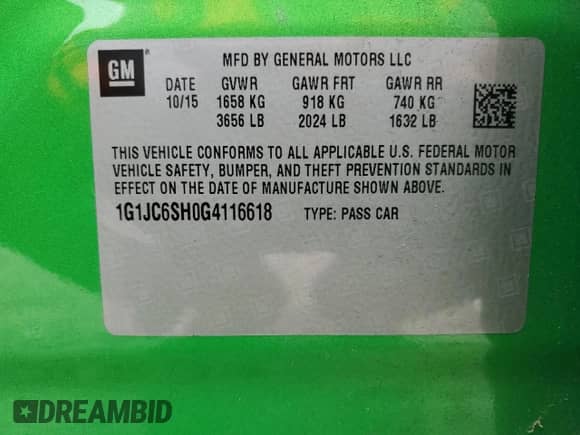 GM
MFD BY GENERAL MOTORS LLC
DATE GVWR GAWR FRT GAWR RR
10/15 1658 KG 918 KG 740 KG
3656 LB 2024 LB 1632 LB
THIS VEHICLE CONFORMS TO ALL APPLICABLE U.S. FEDERAL MOTOR
VEHICLE SAFETY, BUMPER, AND THEFT PREVENTION STANDARDS IN
EFFECT ON THE DATE OF MANUFACTURE SHOWN ABOVE.
1G1JC6SH0G4116618 TYPE: PASS CAR
DREAMBID